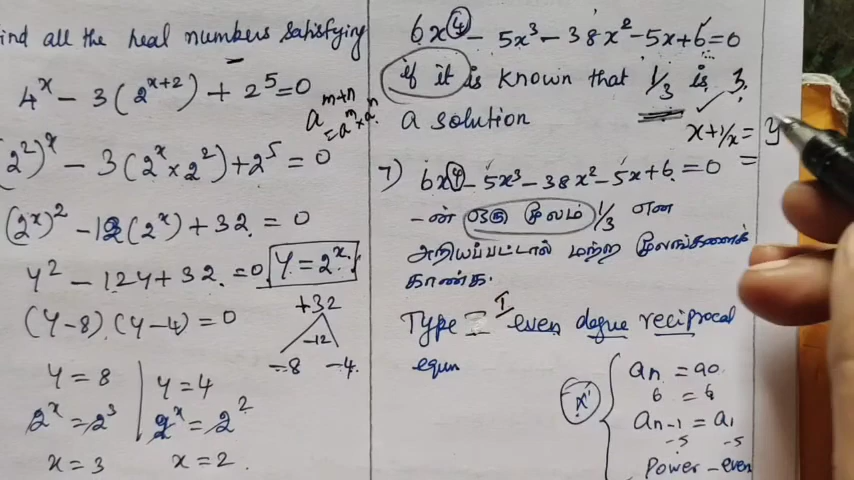 ind all the real numbers satisfying
4^x - 3(2^{x+2}) + 2^5 = 0
a^{m+n}
= a^m × a^n.
(2^2)^x - 3(2^x × 2^2) + 2^5 = 0
(2^x)^2 - 12(2^x) + 32 = 0
y^2 - 12y + 32 = 0 y = 2^x.
(y-8)(y-4) = 0
+32
-12
-8 -4
y = 8 y = 4
2^x = 2^3 2^x = 2^2
x = 3 x = 2
6x^4 - 5x^3 - 38x^2 - 5x + 6 = 0
if it is known that 1/3 is 3.
a solution
x + 1/x = y
=
7) 6x^4 - 5x^3 - 38x^2 - 5x + 6 = 0
-ன் ஒரு மூலம் 1/3 என
அறியப்பட்டால் மற்ற மூலங்களைக்
காண்க.
Type I even degree reciprocal
equn
x^1
an = a0
6 = 6
an-1 = a1
-5 -5
Power - even